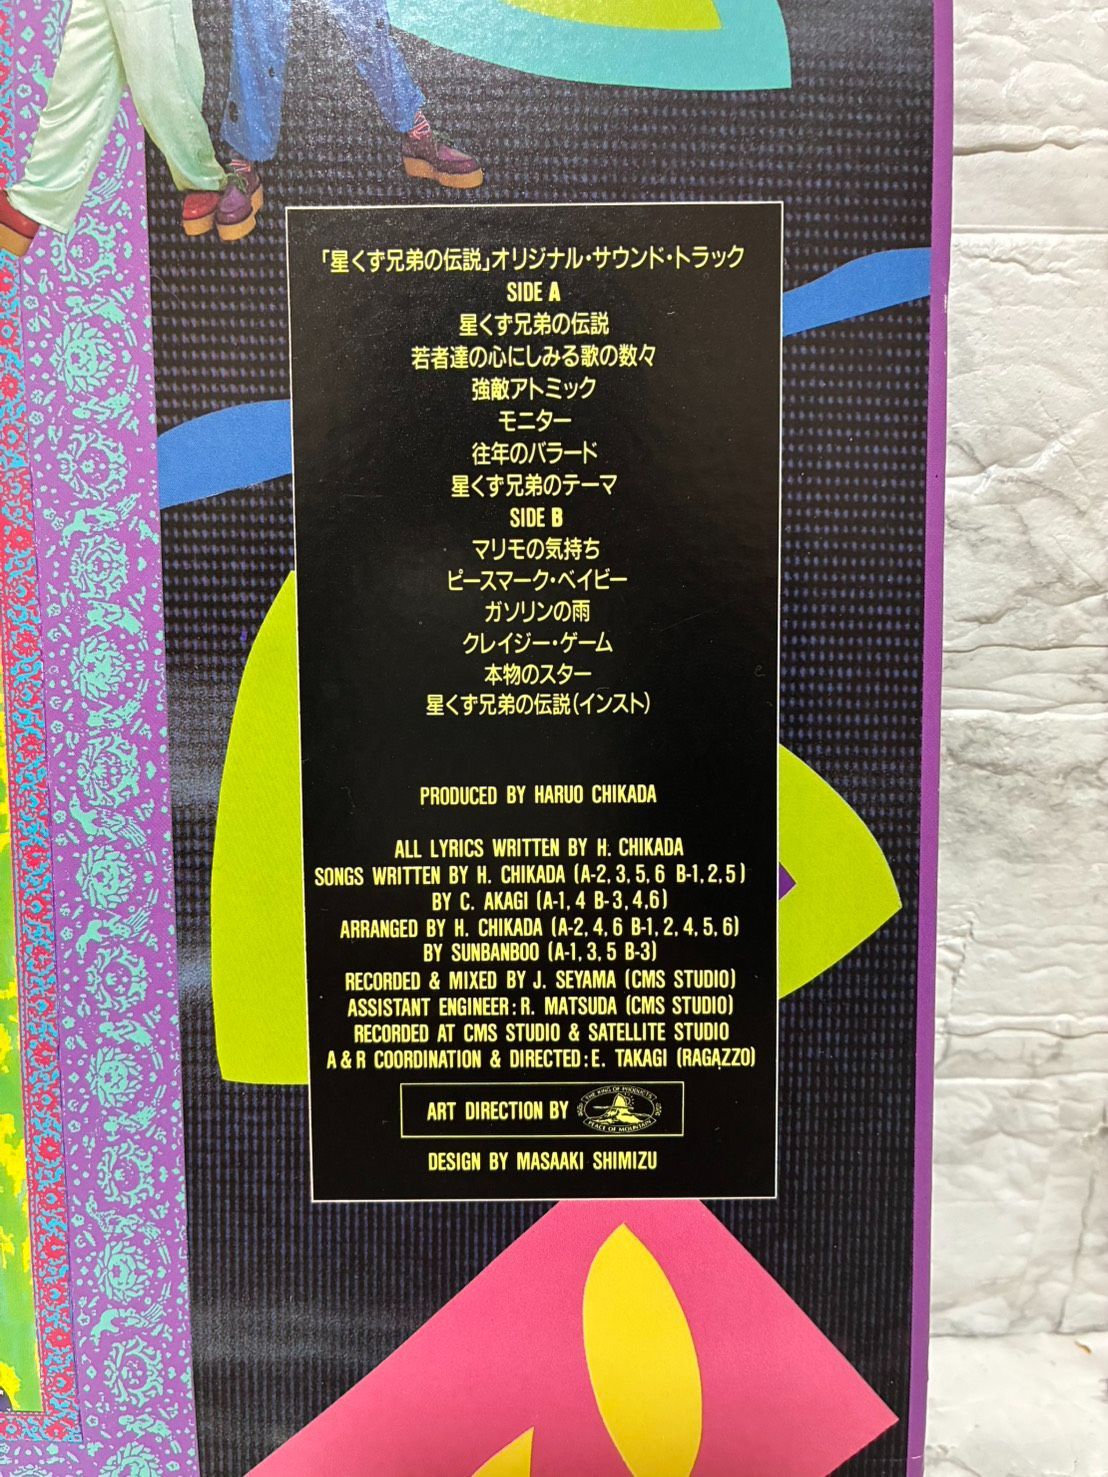 「星くず兄弟の伝説」オリジナル・サウンド・トラック
SIDE A
星くず兄弟の伝説
若者達の心にしみる歌の数々
強敵アトミック
モニター
往年のバラード
星くず兄弟のテーマ
SIDE B
マリモの気持ち
ピースマーク・ベイビー
ガソリンの雨
クレイジー・ゲーム
本物のスター
星くず兄弟の伝説(インスト)
PRODUCED BY HARUO CHIKADA
ALL LYRICS WRITTEN BY H. CHIKADA
SONGS WRITTEN BY H. CHIKADA (A-2, 3, 5, 6 B-1, 2, 5)
BY C. AKAGI (A-1, 4 B-3, 4, 6)
ARRANGED BY H. CHIKADA (A-2, 4, 6 B-1, 2, 4, 5, 6)
BY SUNBANBOO (A-1, 3, 5 B-3)
RECORDED & MIXED BY J. SEYAMA (CMS STUDIO)
ASSISTANT ENGINEER: R. MATSUDA (CMS STUDIO)
RECORDED AT CMS STUDIO & SATELLITE STUDIO
A & R COORDINATION & DIRECTED: E. TAKAGI (RAGAZZO)
ART DIRECTION BY
THE KING OF PRODUCTS
PLACE OF MOUNTAIN
DESIGN BY MASAAKI SHIMIZU